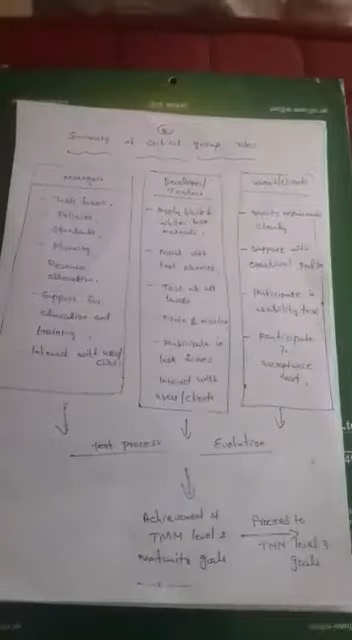 Summary of critical group roles
managers
Task forces,
Policies
Standards
- Planning
Resource
allocation.
- Support for
education and
training,
Interact with users/
clients
Developer/
Testers
- Apply black &
white box
methods.
- Assist with
test planning
- Test at all
levels
- Train & mentor
- Participate in
task forces
Interact with
users/clients
users/clients
- Specify requirements
clearly
- Support with
operational profile
- Participate in
usability test
- Participate
in
acceptance
test,
Test process Evolution
Achievement of
TMM level 2
maturity goals
Proceed to
TMM level 3
goals